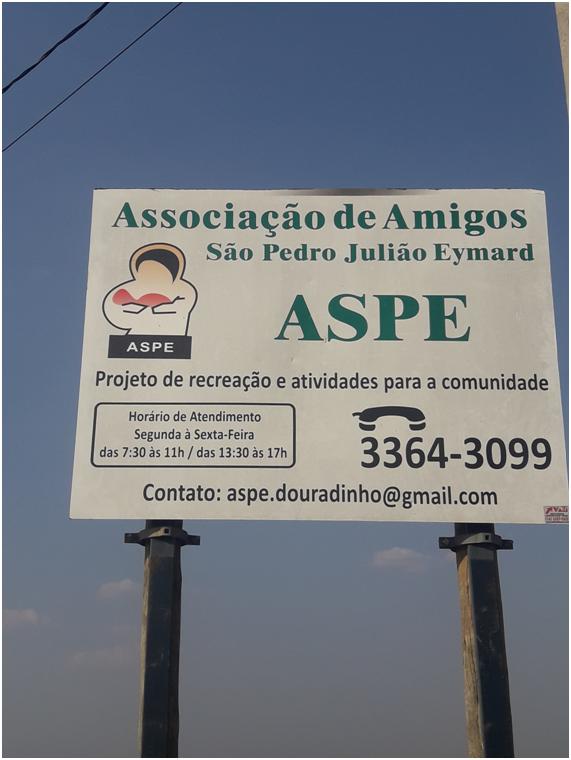 Associação de Amigos
São Pedro Julião Eymard
ASPE
ASPE
Projeto de recreação e atividades para a comunidade
Horário de Atendimento
Segunda à Sexta-Feira
das 7:30 às 11h / das 13:30 às 17h
3364-3099
Contato: aspe.douradinho@gmail.com